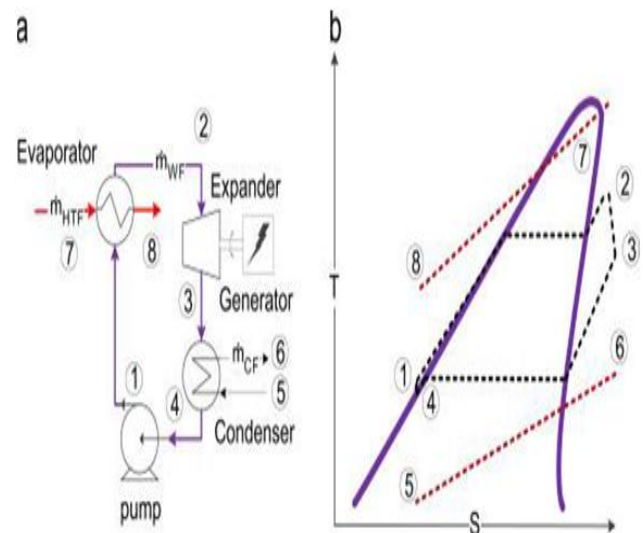 a
②
Evaporator
ṁWF
Expander
ṁHTF
⑦
⑧
③
Generator
ṁCF
⑥
⑤
①
④
Condenser
pump
b
⑦
②
③
⑧
T
⑥
①
④
⑤
S